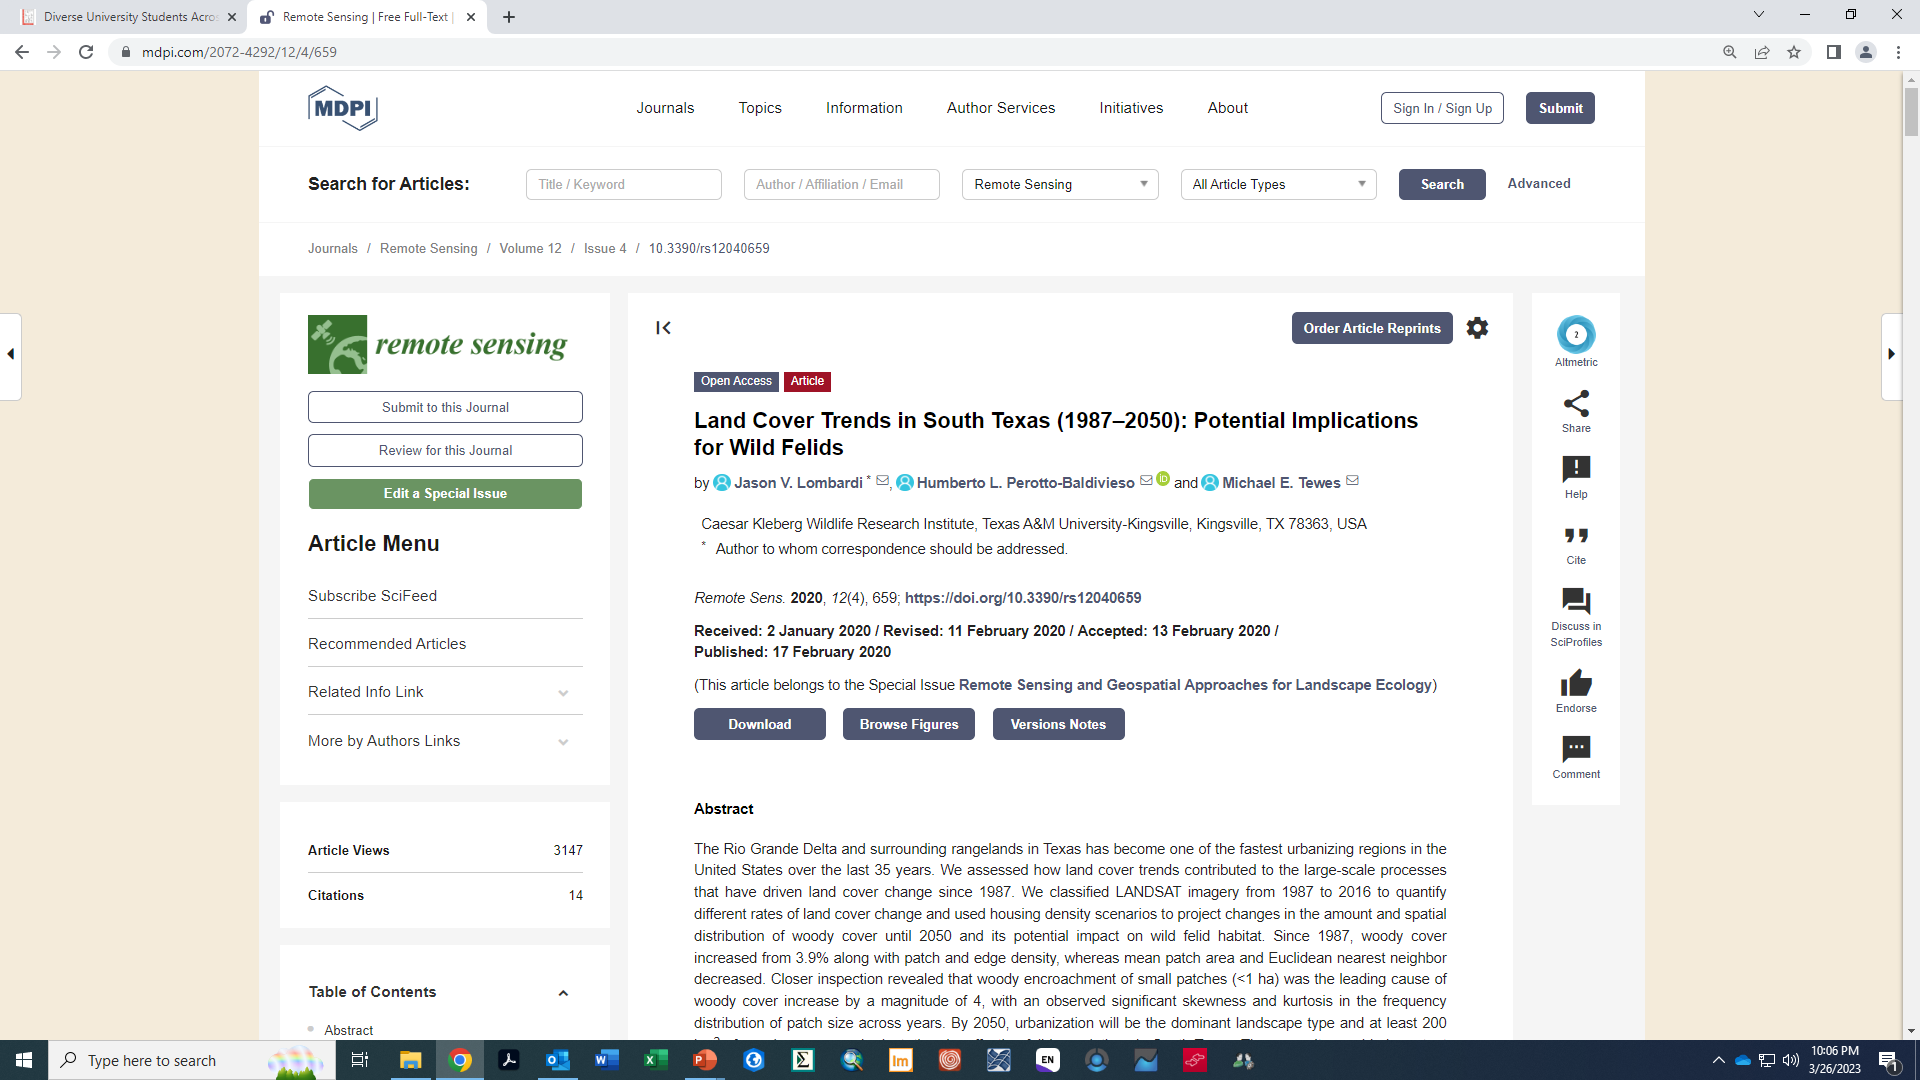 Diverse University Students Acros
Remote Sensing | Free Full-Text |
mdpi.com/2072-4292/12/4/659
MDPI
Journals
Topics
Information
Author Services
Initiatives
About
Sign In / Sign Up
Submit
Search for Articles:
Title / Keyword
Author / Affiliation / Email
Remote Sensing
All Article Types
Search
Advanced
Journals / Remote Sensing / Volume 12 / Issue 4 / 10.3390/rs12040659
remote sensing
Submit to this Journal
Review for this Journal
Edit a Special Issue
Article Menu
Subscribe SciFeed
Recommended Articles
Related Info Link
More by Authors Links
Article Views 3147
Citations 14
Table of Contents
Abstract
Order Article Reprints
Open Access Article
Land Cover Trends in South Texas (1987–2050): Potential Implications
for Wild Felids
by Jason V. Lombardi *, Humberto L. Perotto-Baldivieso iD and Michael E. Tewes
Caesar Kleberg Wildlife Research Institute, Texas A&M University-Kingsville, Kingsville, TX 78363, USA
* Author to whom correspondence should be addressed.
Remote Sens. 2020, 12(4), 659; https://doi.org/10.3390/rs12040659
Received: 2 January 2020 / Revised: 11 February 2020 / Accepted: 13 February 2020 /
Published: 17 February 2020
(This article belongs to the Special Issue Remote Sensing and Geospatial Approaches for Landscape Ecology)
Download
Browse Figures
Versions Notes
Abstract
The Rio Grande Delta and surrounding rangelands in Texas has become one of the fastest urbanizing regions in the
United States over the last 35 years. We assessed how land cover trends contributed to the large-scale processes
that have driven land cover change since 1987. We classified LANDSAT imagery from 1987 to 2016 to quantify
different rates of land cover change and used housing density scenarios to project changes in the amount and spatial
distribution of woody cover until 2050 and its potential impact on wild felid habitat. Since 1987, woody cover
increased from 3.9% along with patch and edge density, whereas mean patch area and Euclidean nearest neighbor
decreased. Closer inspection revealed that woody encroachment of small patches (<1 ha) was the leading cause of
woody cover increase by a magnitude of 4, with an observed significant skewness and kurtosis in the frequency
distribution of patch size across years. By 2050, urbanization will be the dominant landscape type and at least 200
2
Altmetric
Share
Help
Cite
Discuss in
SciProfiles
Endorse
Comment
Type here to search
Im
EN
10:06 PM
3/26/2023
1